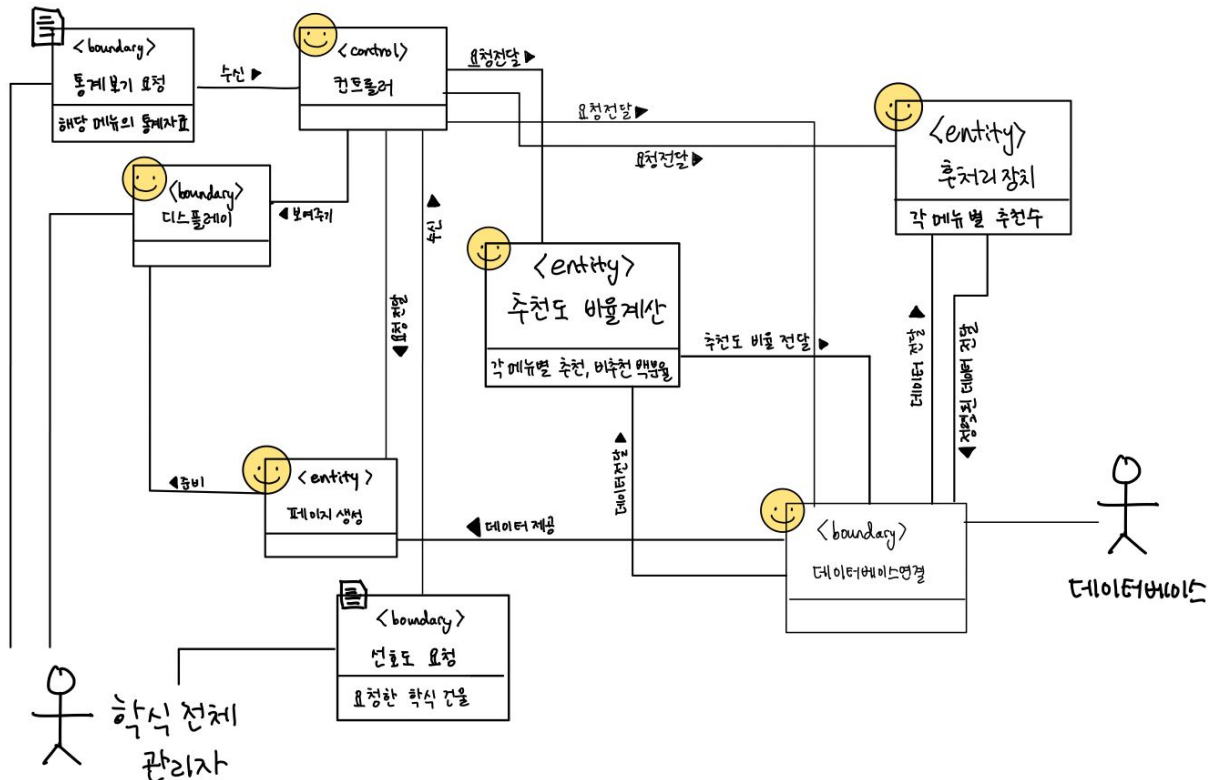 <boundary>
통계보기 요청
해당 메뉴의 통계자료
수신 ▶
<control>
컨트롤러
요청전달 ▶
요청전달 ▶
요청전달 ▶
<entity>
후처리 장치
각 메뉴별 추천수
<boundary>
디스플레이
◀ 보여주기
수신 ▶
◀ 요청 전달
<entity>
추천도 비율계산
각 메뉴별 추천, 비추천 백분율
추천도 비율 전달 ▶
데이터 전달 ▶
◀ 정렬된 데이터 전달
데이터전달 ▶
◀ 준비
<entity>
페이지 생성
◀ 데이터 제공
<boundary>
데이터베이스연결
데이터베이스
<boundary>
선호도 요청
요청한 학식 건물
학식 전체
관리자